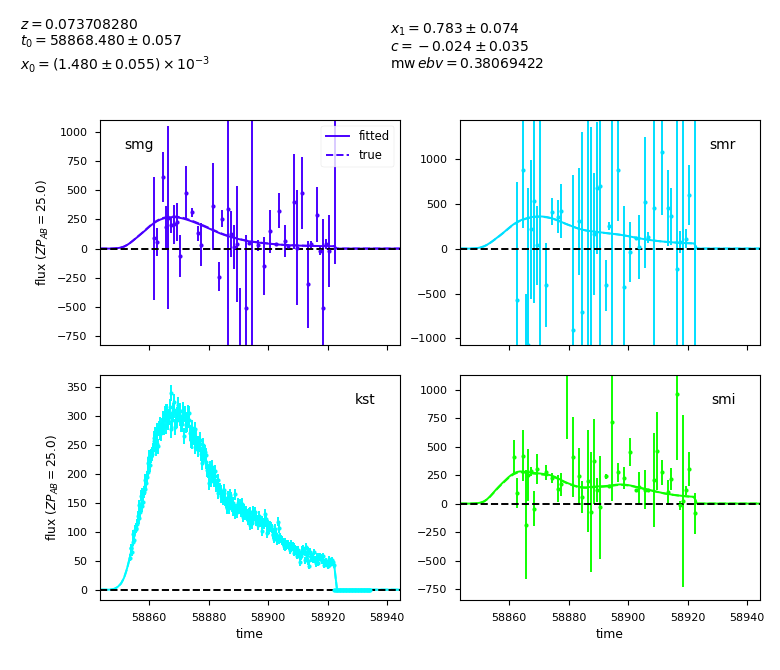 z = 0.073708280
t₀ = 58868.480 ± 0.057
x₀ = (1.480 ± 0.055) × 10⁻³
x₁ = 0.783 ± 0.074
c = −0.024 ± 0.035
mw ebv = 0.38069422
smg
fitted
true
1000
750
500
250
0
−250
−500
−750
flux (ZP_AB = 25.0)
smr
1000
500
0
−500
−1000
kst
350
300
250
200
150
100
50
0
flux (ZP_AB = 25.0)
58860 58880 58900 58920 58940
time
smi
1000
750
500
250
0
−250
−500
−750
58860 58880 58900 58920 58940
time